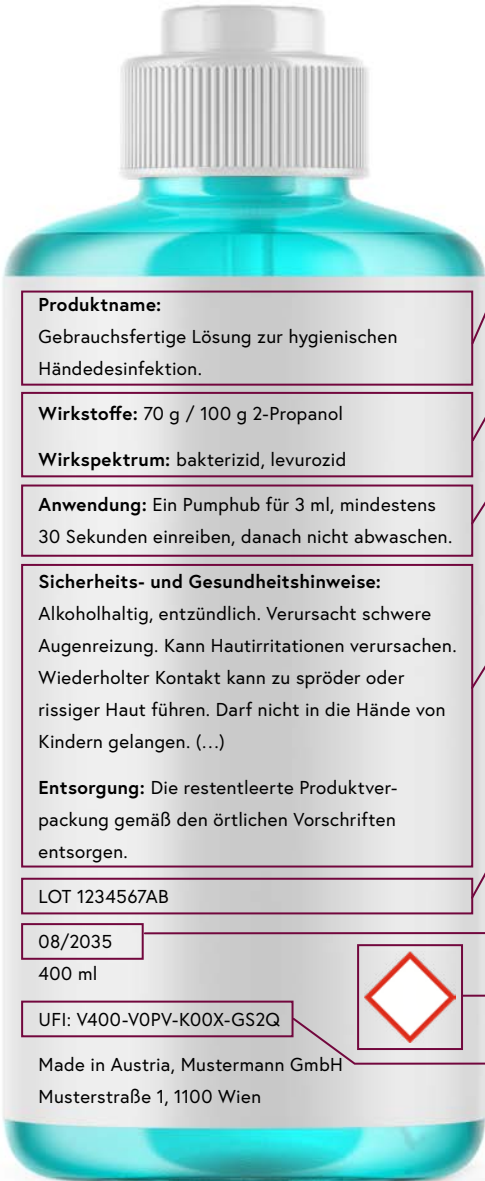 Produktname:
Gebrauchsfertige Lösung zur hygienischen
Händedesinfektion.
Wirkstoffe: 70 g / 100 g 2-Propanol
Wirkspektrum: bakterizid, levurozid
Anwendung: Ein Pumphub für 3 ml, mindestens
30 Sekunden einreiben, danach nicht abwaschen.
Sicherheits- und Gesundheitshinweise:
Alkoholhaltig, entzündlich. Verursacht schwere
Augenreizung. Kann Hautirritationen verursachen.
Wiederholter Kontakt kann zu spröder oder
rissiger Haut führen. Darf nicht in die Hände von
Kindern gelangen. (...)
Entsorgung: Die restentleerte Produktver-
packung gemäß den örtlichen Vorschriften
entsorgen.
LOT 1234567AB
08/2035
400 ml
UFI: V400-V0PV-K00X-GS2Q
Made in Austria, Mustermann GmbH
Musterstraße 1, 1100 Wien